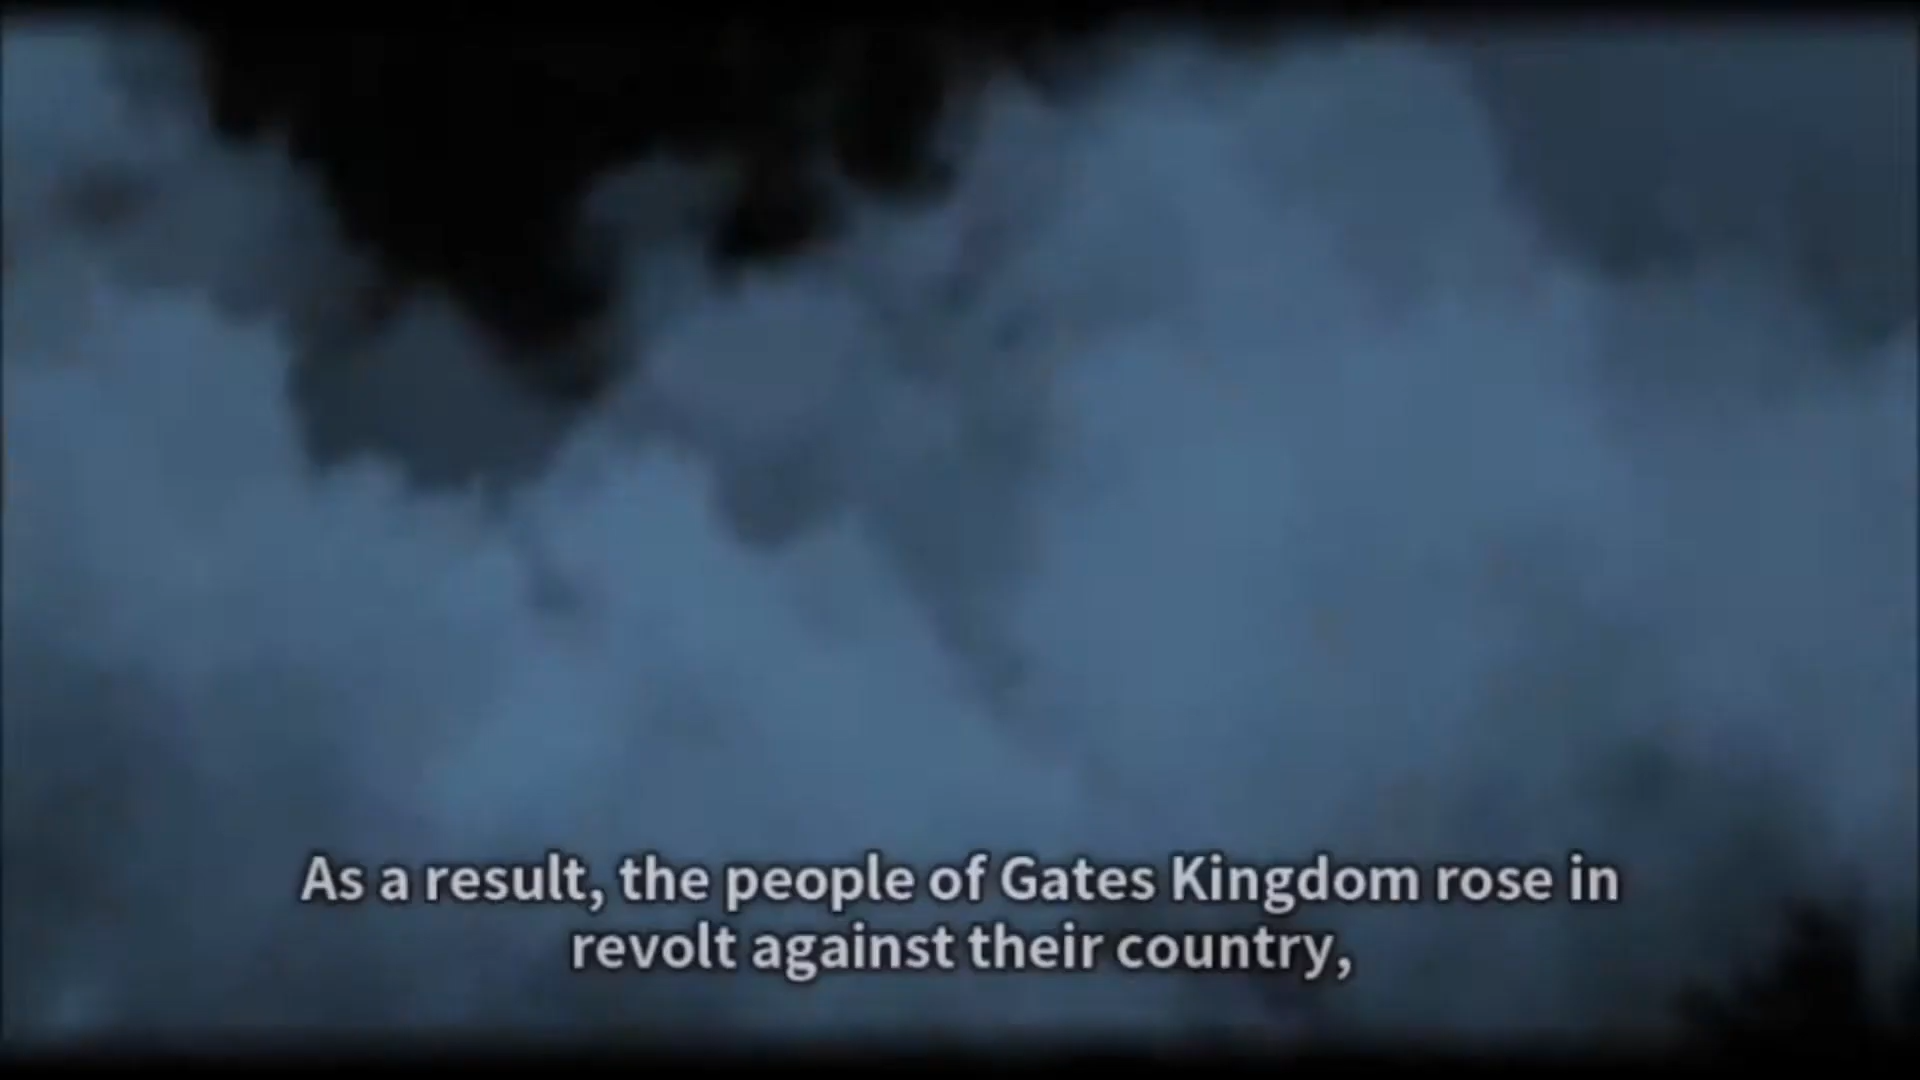 As a result, the people of Gates Kingdom rose in
revolt against their country,